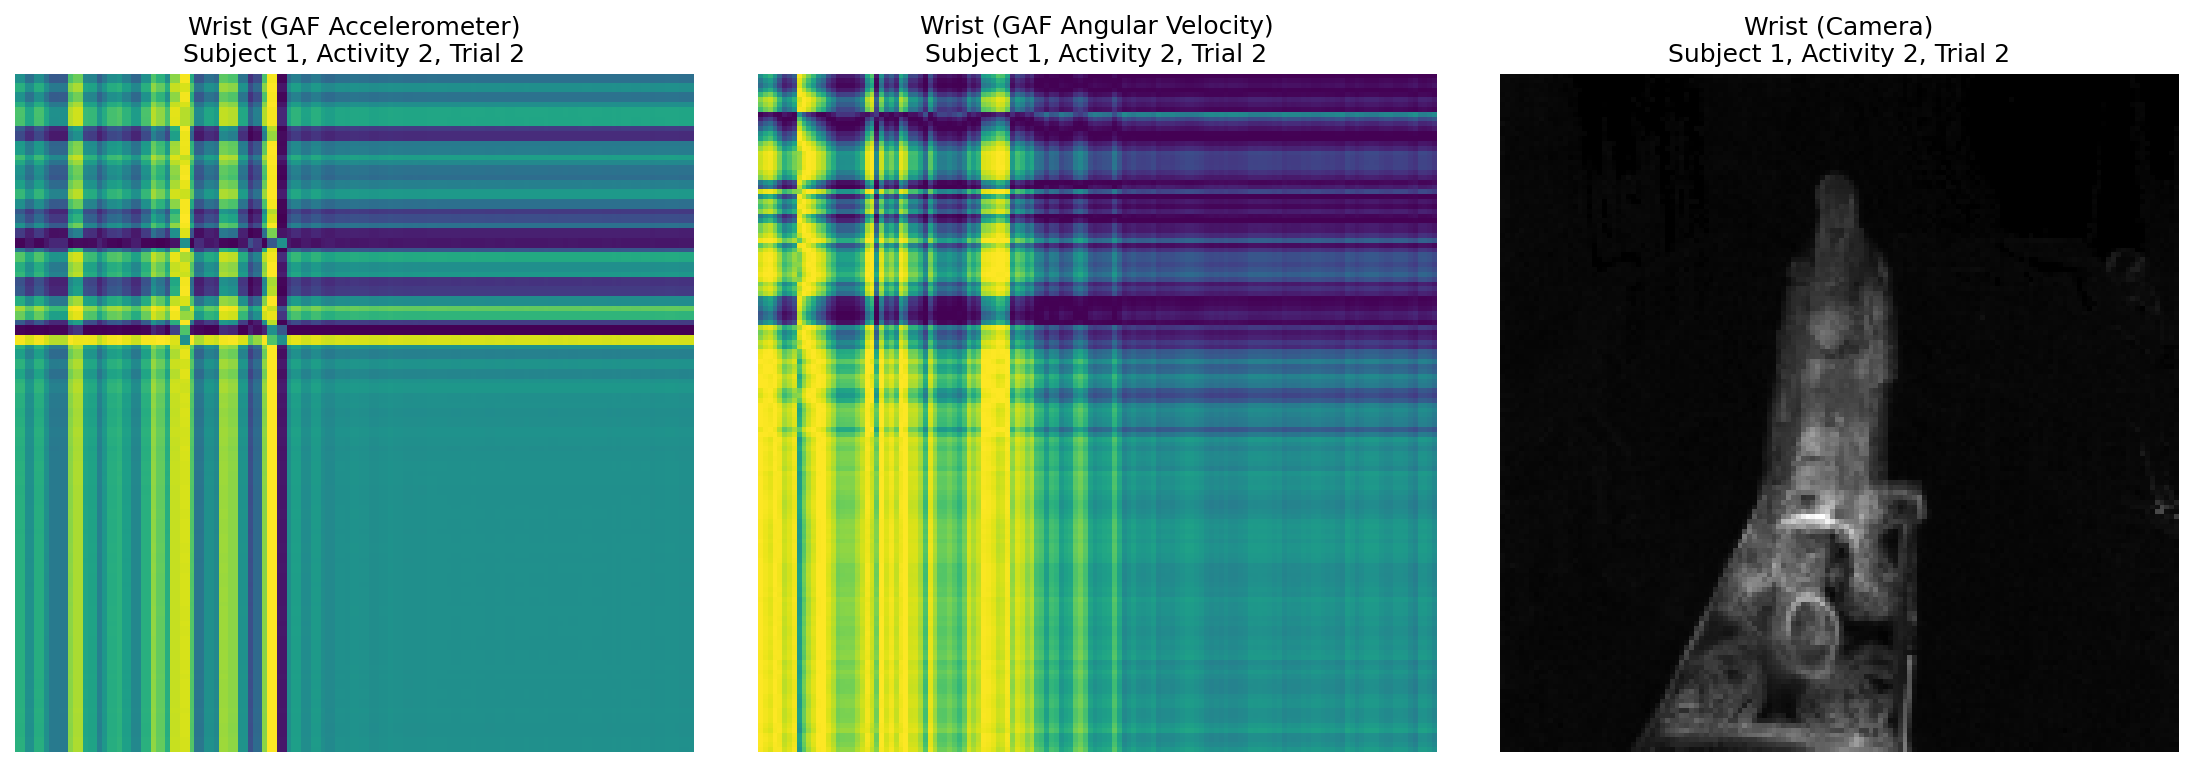 Wrist (GAF Accelerometer)
Subject 1, Activity 2, Trial 2
Wrist (GAF Angular Velocity)
Subject 1, Activity 2, Trial 2
Wrist (Camera)
Subject 1, Activity 2, Trial 2